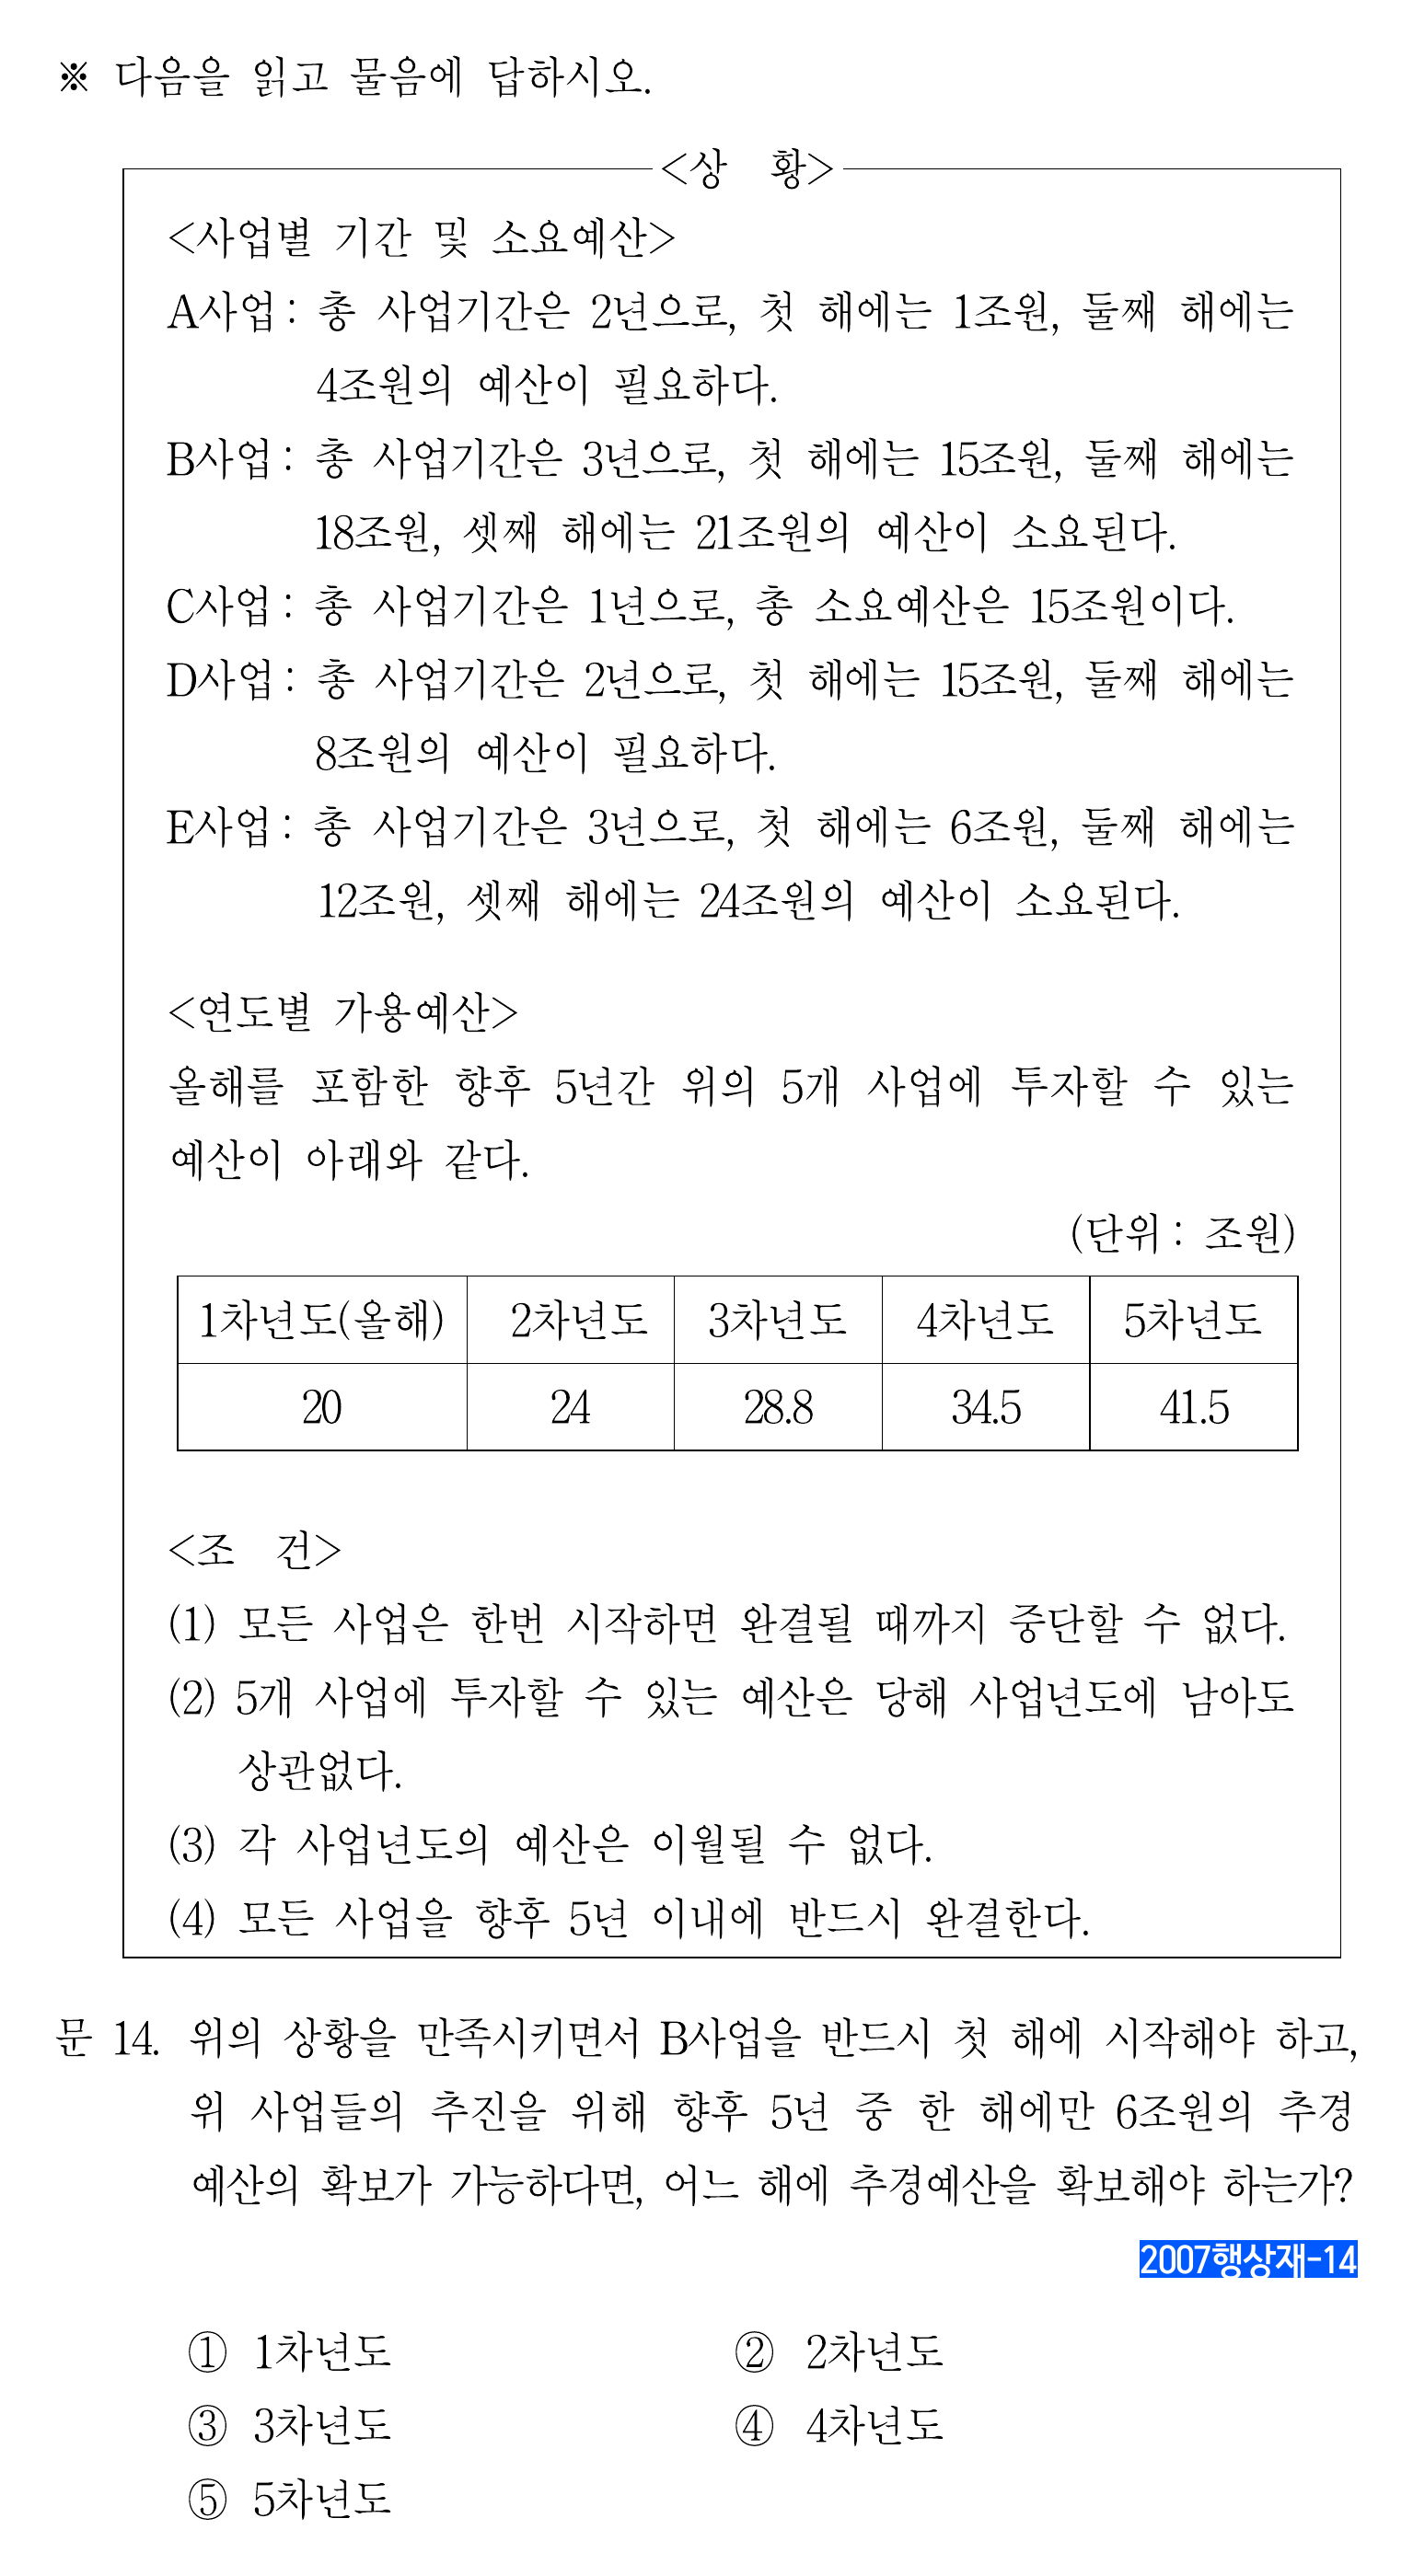 ※ 다음을 읽고 물음에 답하시오.
<상 황>
<사업별 기간 및 소요예산>
A사업 : 총 사업기간은 2년으로, 첫 해에는 1조원, 둘째 해에는
4조원의 예산이 필요하다.
B사업 : 총 사업기간은 3년으로, 첫 해에는 15조원, 둘째 해에는
18조원, 셋째 해에는 21조원의 예산이 소요된다.
C사업 : 총 사업기간은 1년으로, 총 소요예산은 15조원이다.
D사업 : 총 사업기간은 2년으로, 첫 해에는 15조원, 둘째 해에는
8조원의 예산이 필요하다.
E사업 : 총 사업기간은 3년으로, 첫 해에는 6조원, 둘째 해에는
12조원, 셋째 해에는 24조원의 예산이 소요된다.
<연도별 가용예산>
올해를 포함한 향후 5년간 위의 5개 사업에 투자할 수 있는
예산이 아래와 같다.
(단위 : 조원)
1차년도(올해) 2차년도 3차년도 4차년도 5차년도
20 24 28.8 34.5 41.5
<조 건>
(1) 모든 사업은 한번 시작하면 완결될 때까지 중단할 수 없다.
(2) 5개 사업에 투자할 수 있는 예산은 당해 사업년도에 남아도
상관없다.
(3) 각 사업년도의 예산은 이월될 수 없다.
(4) 모든 사업을 향후 5년 이내에 반드시 완결한다.
문 14. 위의 상황을 만족시키면서 B사업을 반드시 첫 해에 시작해야 하고,
위 사업들의 추진을 위해 향후 5년 중 한 해에만 6조원의 추경
예산의 확보가 가능하다면, 어느 해에 추경예산을 확보해야 하는가?
2007행상재-14
① 1차년도 ② 2차년도
③ 3차년도 ④ 4차년도
⑤ 5차년도